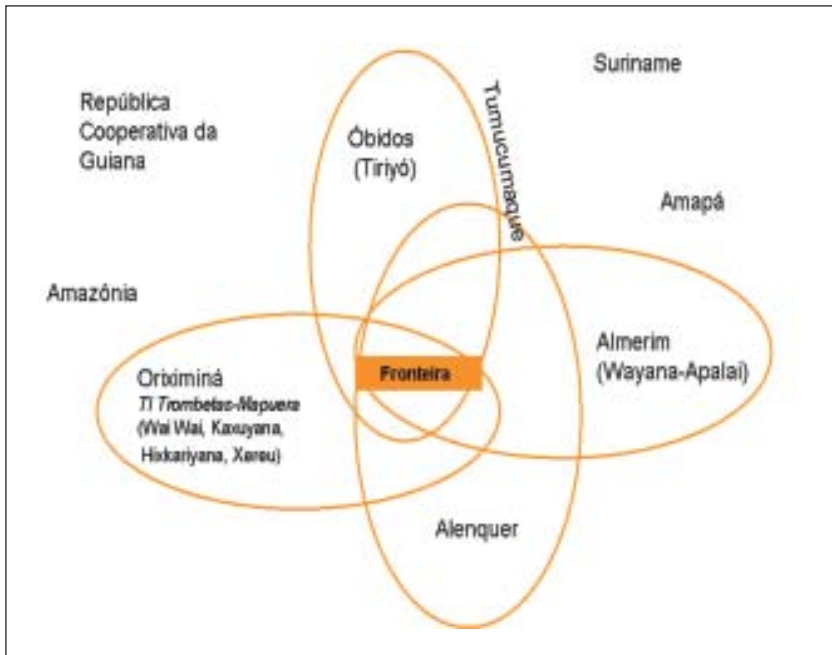 Suriname
República
Cooperativa da
Guiana
Óbidos
(Tiriyó)
Tumucumaque
Amapá
Amazônia
Almerim
(Wayana-Apalai)
Fronteira
Oriximiná
TI Trombetas-Mapuera
(Wai Wai, Kaxuyana,
Hixkariyana, Xereu)
Alenquer